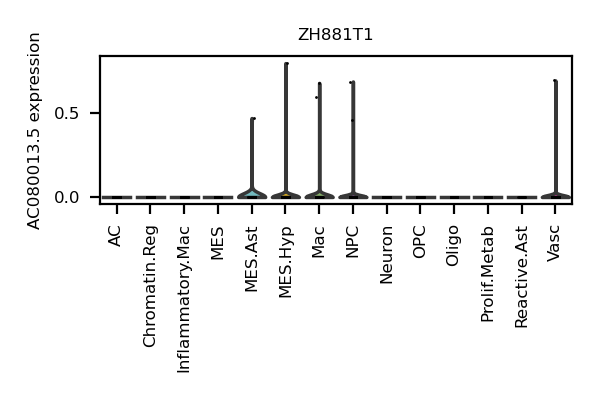 ZH881T1
AC080013.5 expression
0.5
0.0
AC
Chromatin.Reg
Inflammatory.Mac
MES
MES.Ast
MES.Hyp
Mac
NPC
Neuron
OPC
Oligo
Prolif.Metab
Reactive.Ast
Vasc